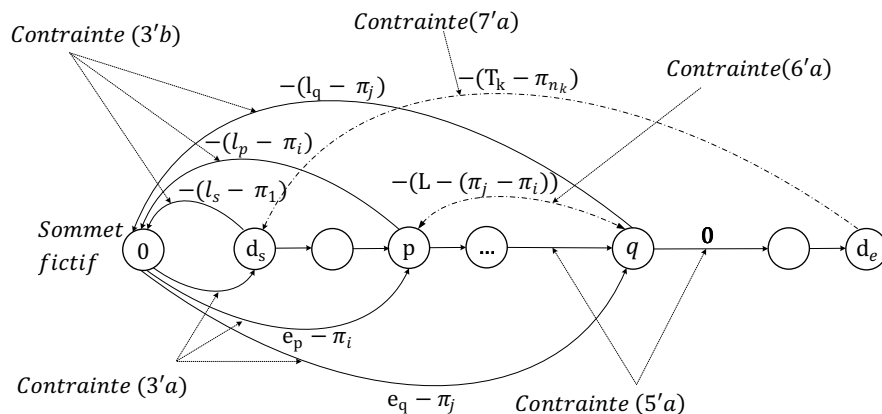 Contrainte (3′b)
Contrainte(7′a)
−(l_q − π_j)
−(T_k − π_{n_k})
Contrainte(6′a)
−(l_p − π_i)
−(l_s − π_1)
−(L − (π_j − π_i))
Sommet
fictif
0
d_s
p
...
q
0
d_e
e_p − π_i
Contrainte (3′a)
e_q − π_j
Contrainte (5′a)